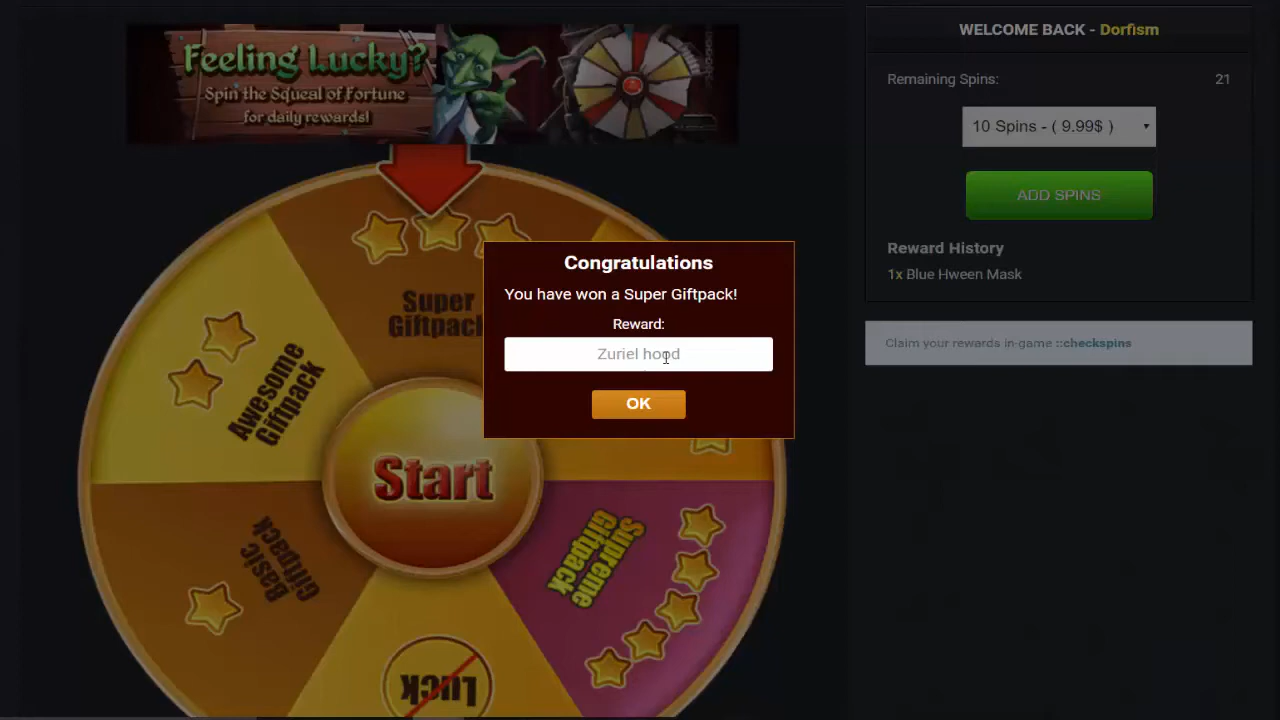 Feeling Lucky?
Spin the Squeal of Fortune
for daily rewards!
WELCOME BACK - Dorfism
Remaining Spins: 21
10 Spins - ( 9.99$ )
ADD SPINS
Reward History
1x Blue Hween Mask
Claim your rewards in-game ::checkspins
Congratulations
You have won a Super Giftpack!
Reward:
Zuriel hood
OK
Super
Giftpack
Awesome
Giftpack
Start
Basic
Giftpack
Supreme
Giftpack
Luck